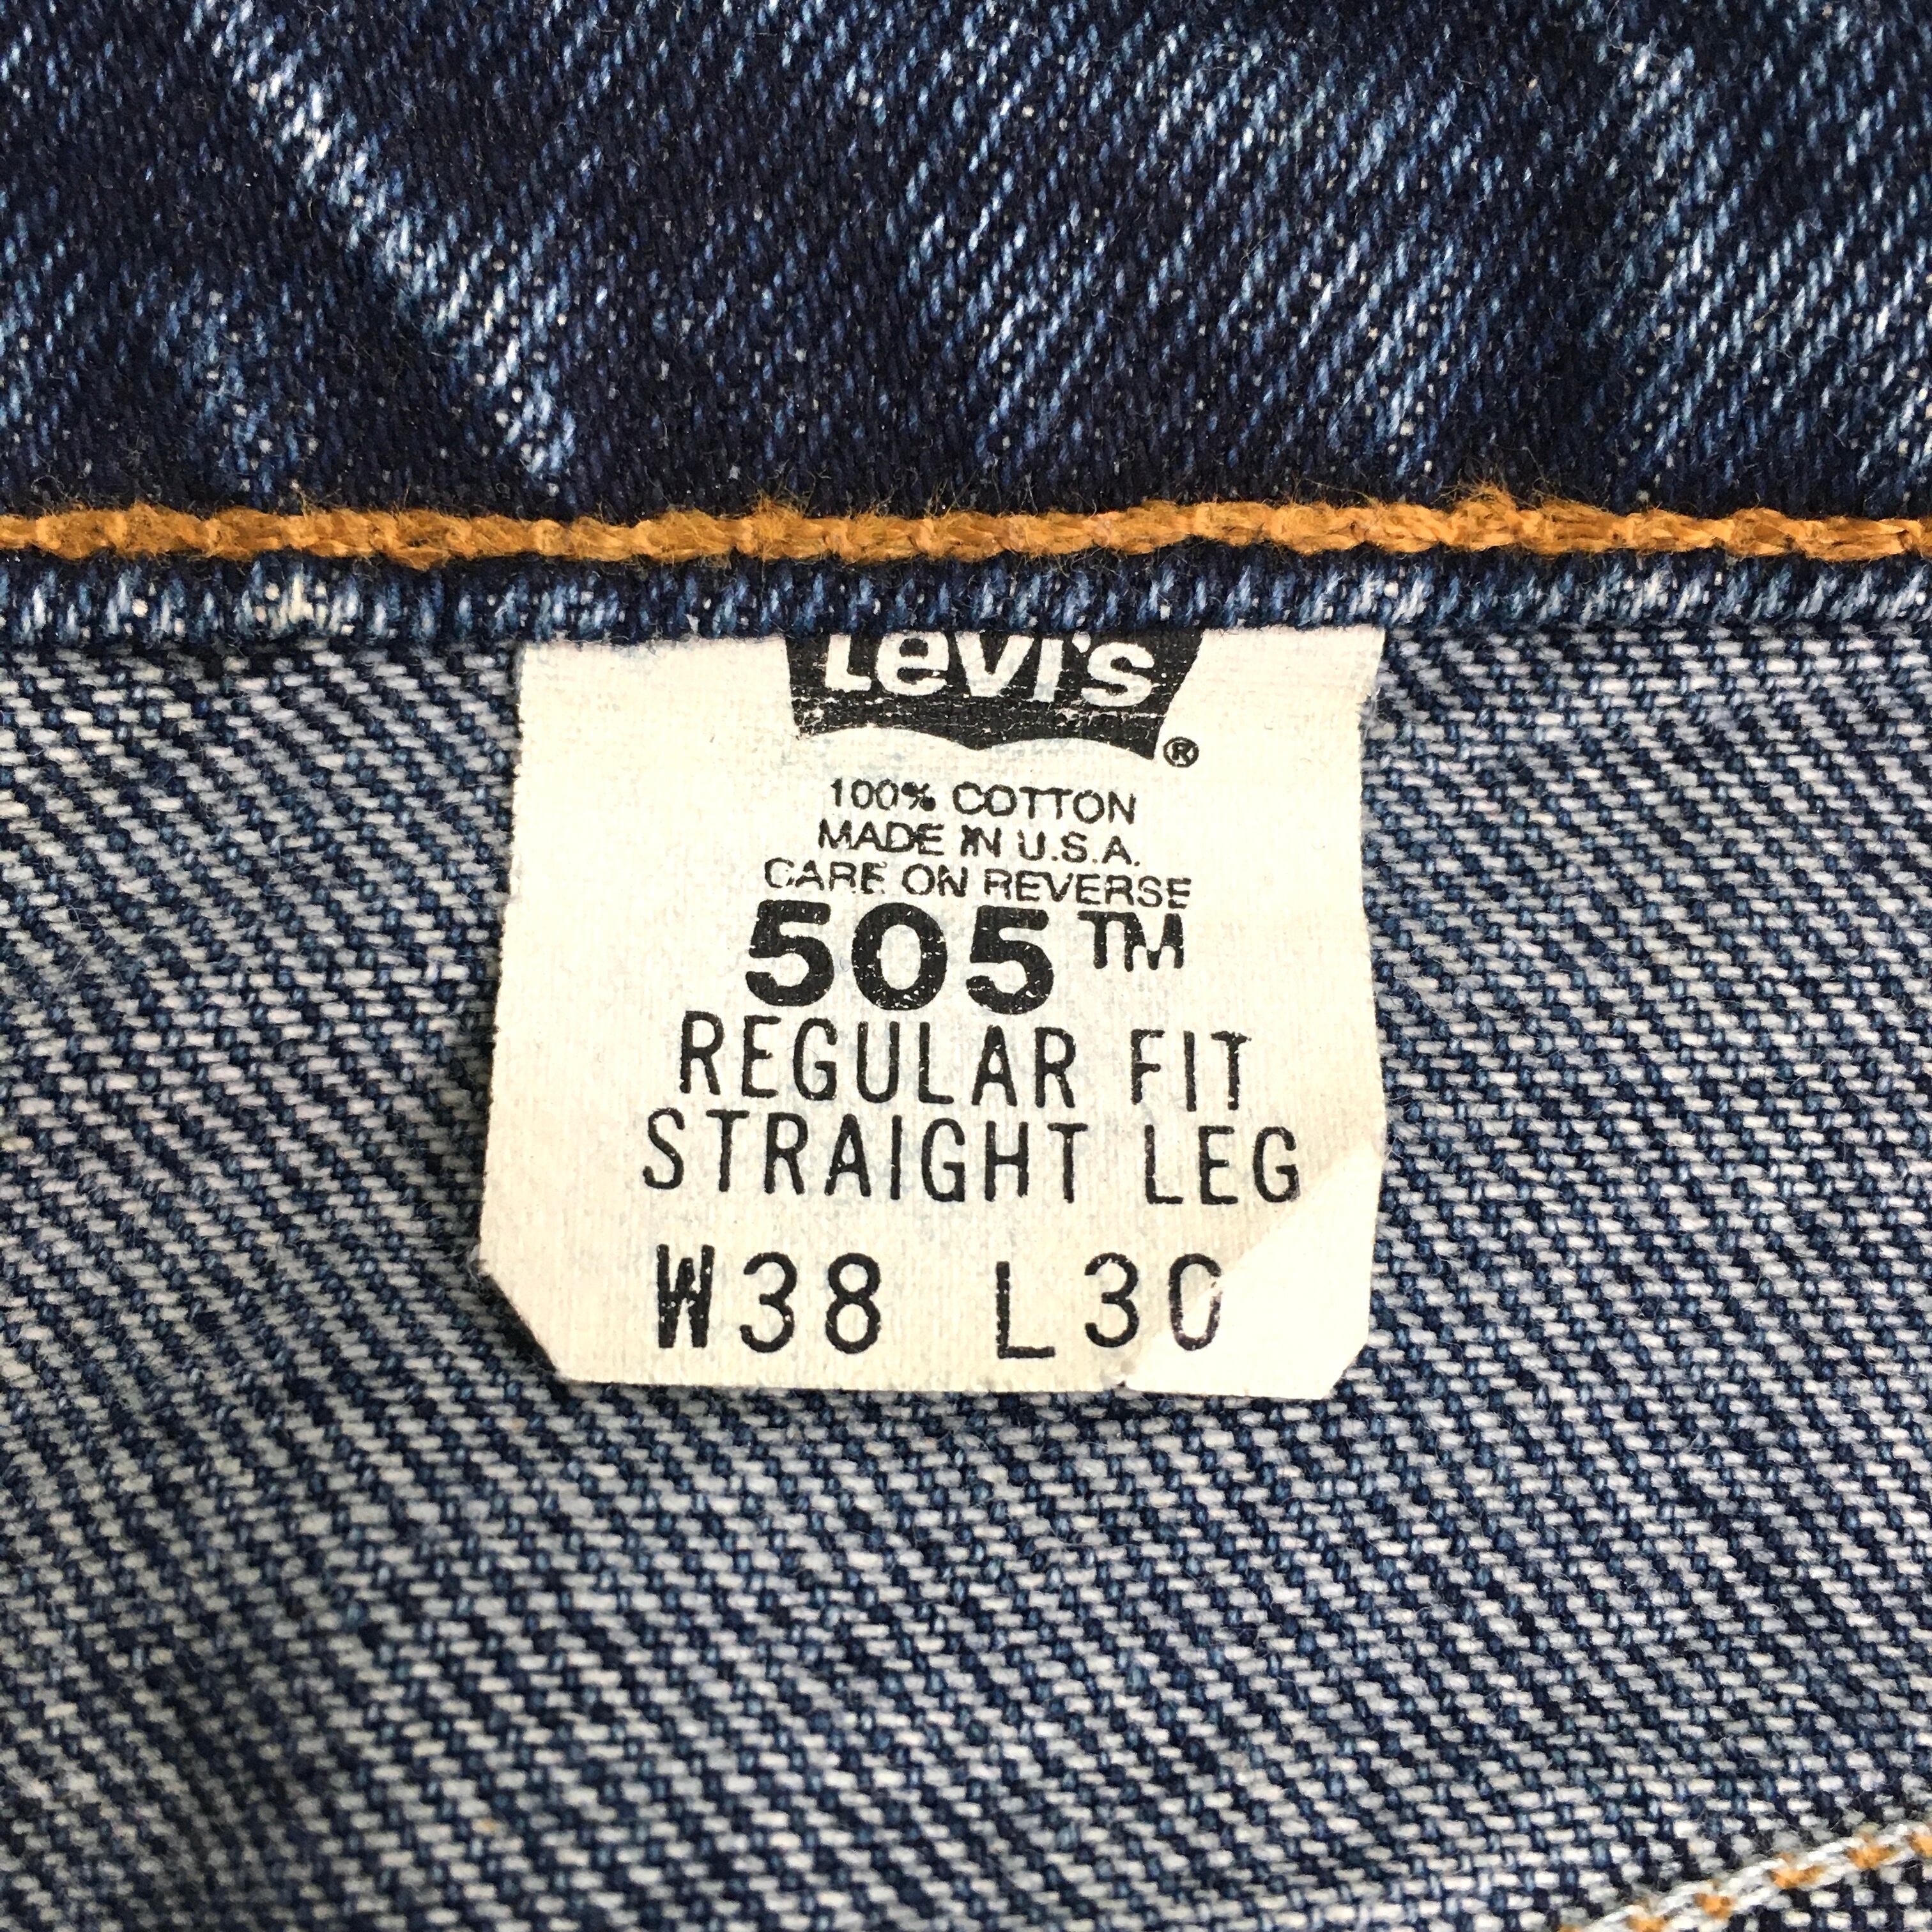 Levi's ®
100% COTTON
MADE IN U.S.A.
CARE ON REVERSE
505™
REGULAR FIT
STRAIGHT LEG
W38 L30